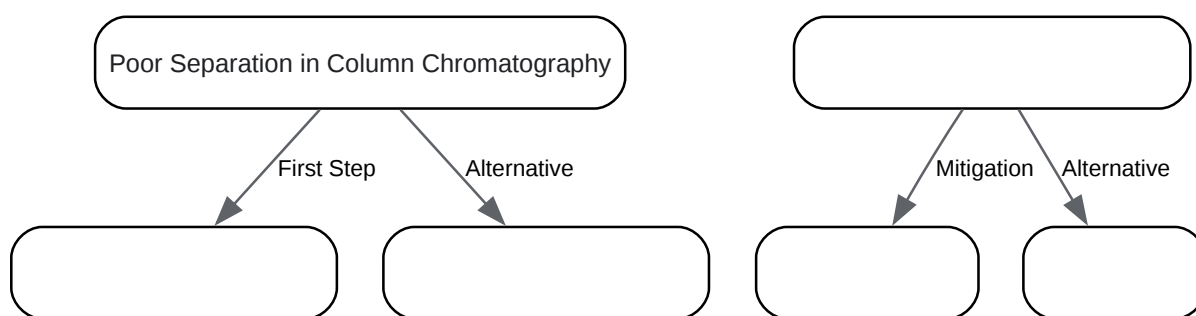 Poor Separation in Column Chromatography
First Step
Alternative
Mitigation
Alternative